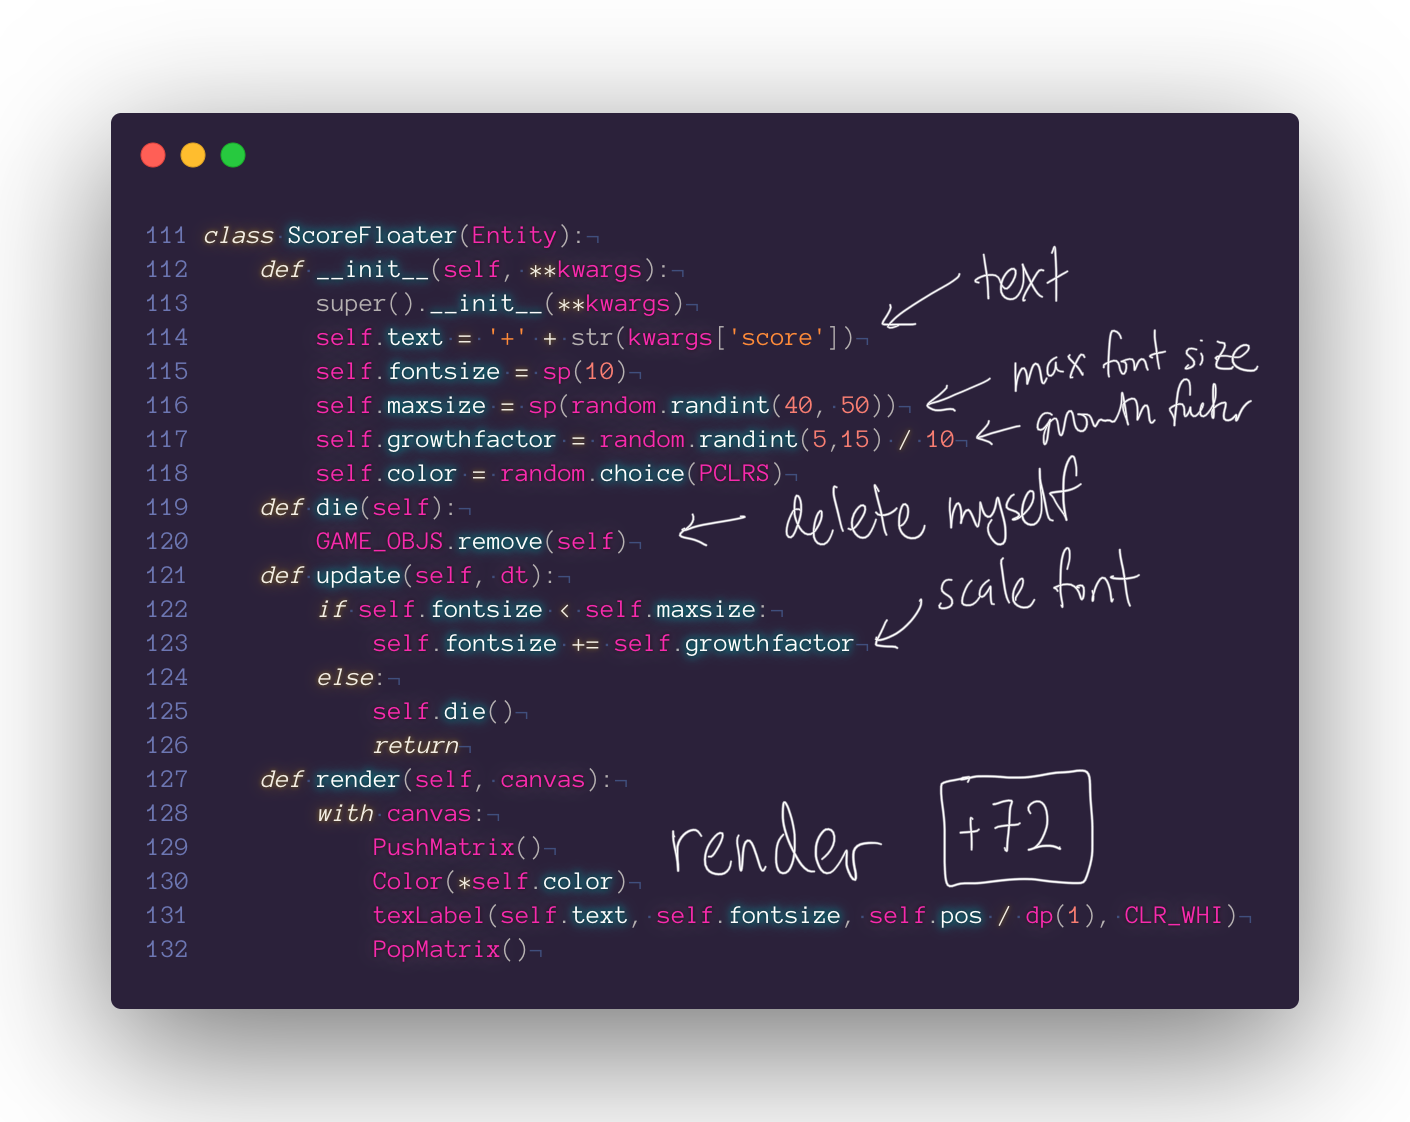 111 class ScoreFloater(Entity):¬
112     def __init__(self, **kwargs):¬
113         super().__init__(**kwargs)¬
114         self.text = '+' + str(kwargs['score'])¬
text
115         self.fontsize = sp(10)¬
116         self.maxsize = sp(random.randint(40, 50))¬
max font size
117         self.growthfactor = random.randint(5,15) / 10¬
growth factor
118         self.color = random.choice(PCLRS)¬
119     def die(self):¬
120         GAME_OBJS.remove(self)¬
delete myself
121     def update(self, dt):¬
122         if self.fontsize < self.maxsize:¬
123             self.fontsize += self.growthfactor¬
scale font
124         else:¬
125             self.die()¬
126             return¬
127     def render(self, canvas):¬
128         with canvas:¬
129             PushMatrix()¬
render
+72
130             Color(*self.color)¬
131             texLabel(self.text, self.fontsize, self.pos / dp(1), CLR_WHI)¬
132             PopMatrix()¬